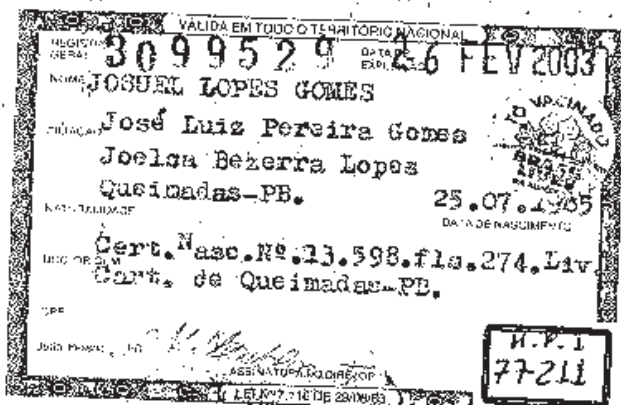 VÁLIDA EM TODO O TERRITÓRIO NACIONAL
REGISTRO GERAL 3099529 DATA DE EXPEDIÇÃO 26 FEV 2003
NOME JOSUEL LOPES GOMES
FILIAÇÃO José Luiz Pereira Gomes
Joelsa Bezerra Lopes
Queimadas-PB. 25.07.1985
NATURALIDADE DATA DE NASCIMENTO
DOC. ORIGEM Cert.Nasc.Nº.13.598.fls.274.Liv.
Cart. de Queimadas-PB.
CPF
ASSINATURA DO DIRETOR
LEI Nº 7.116 DE 29/08/83
77-211